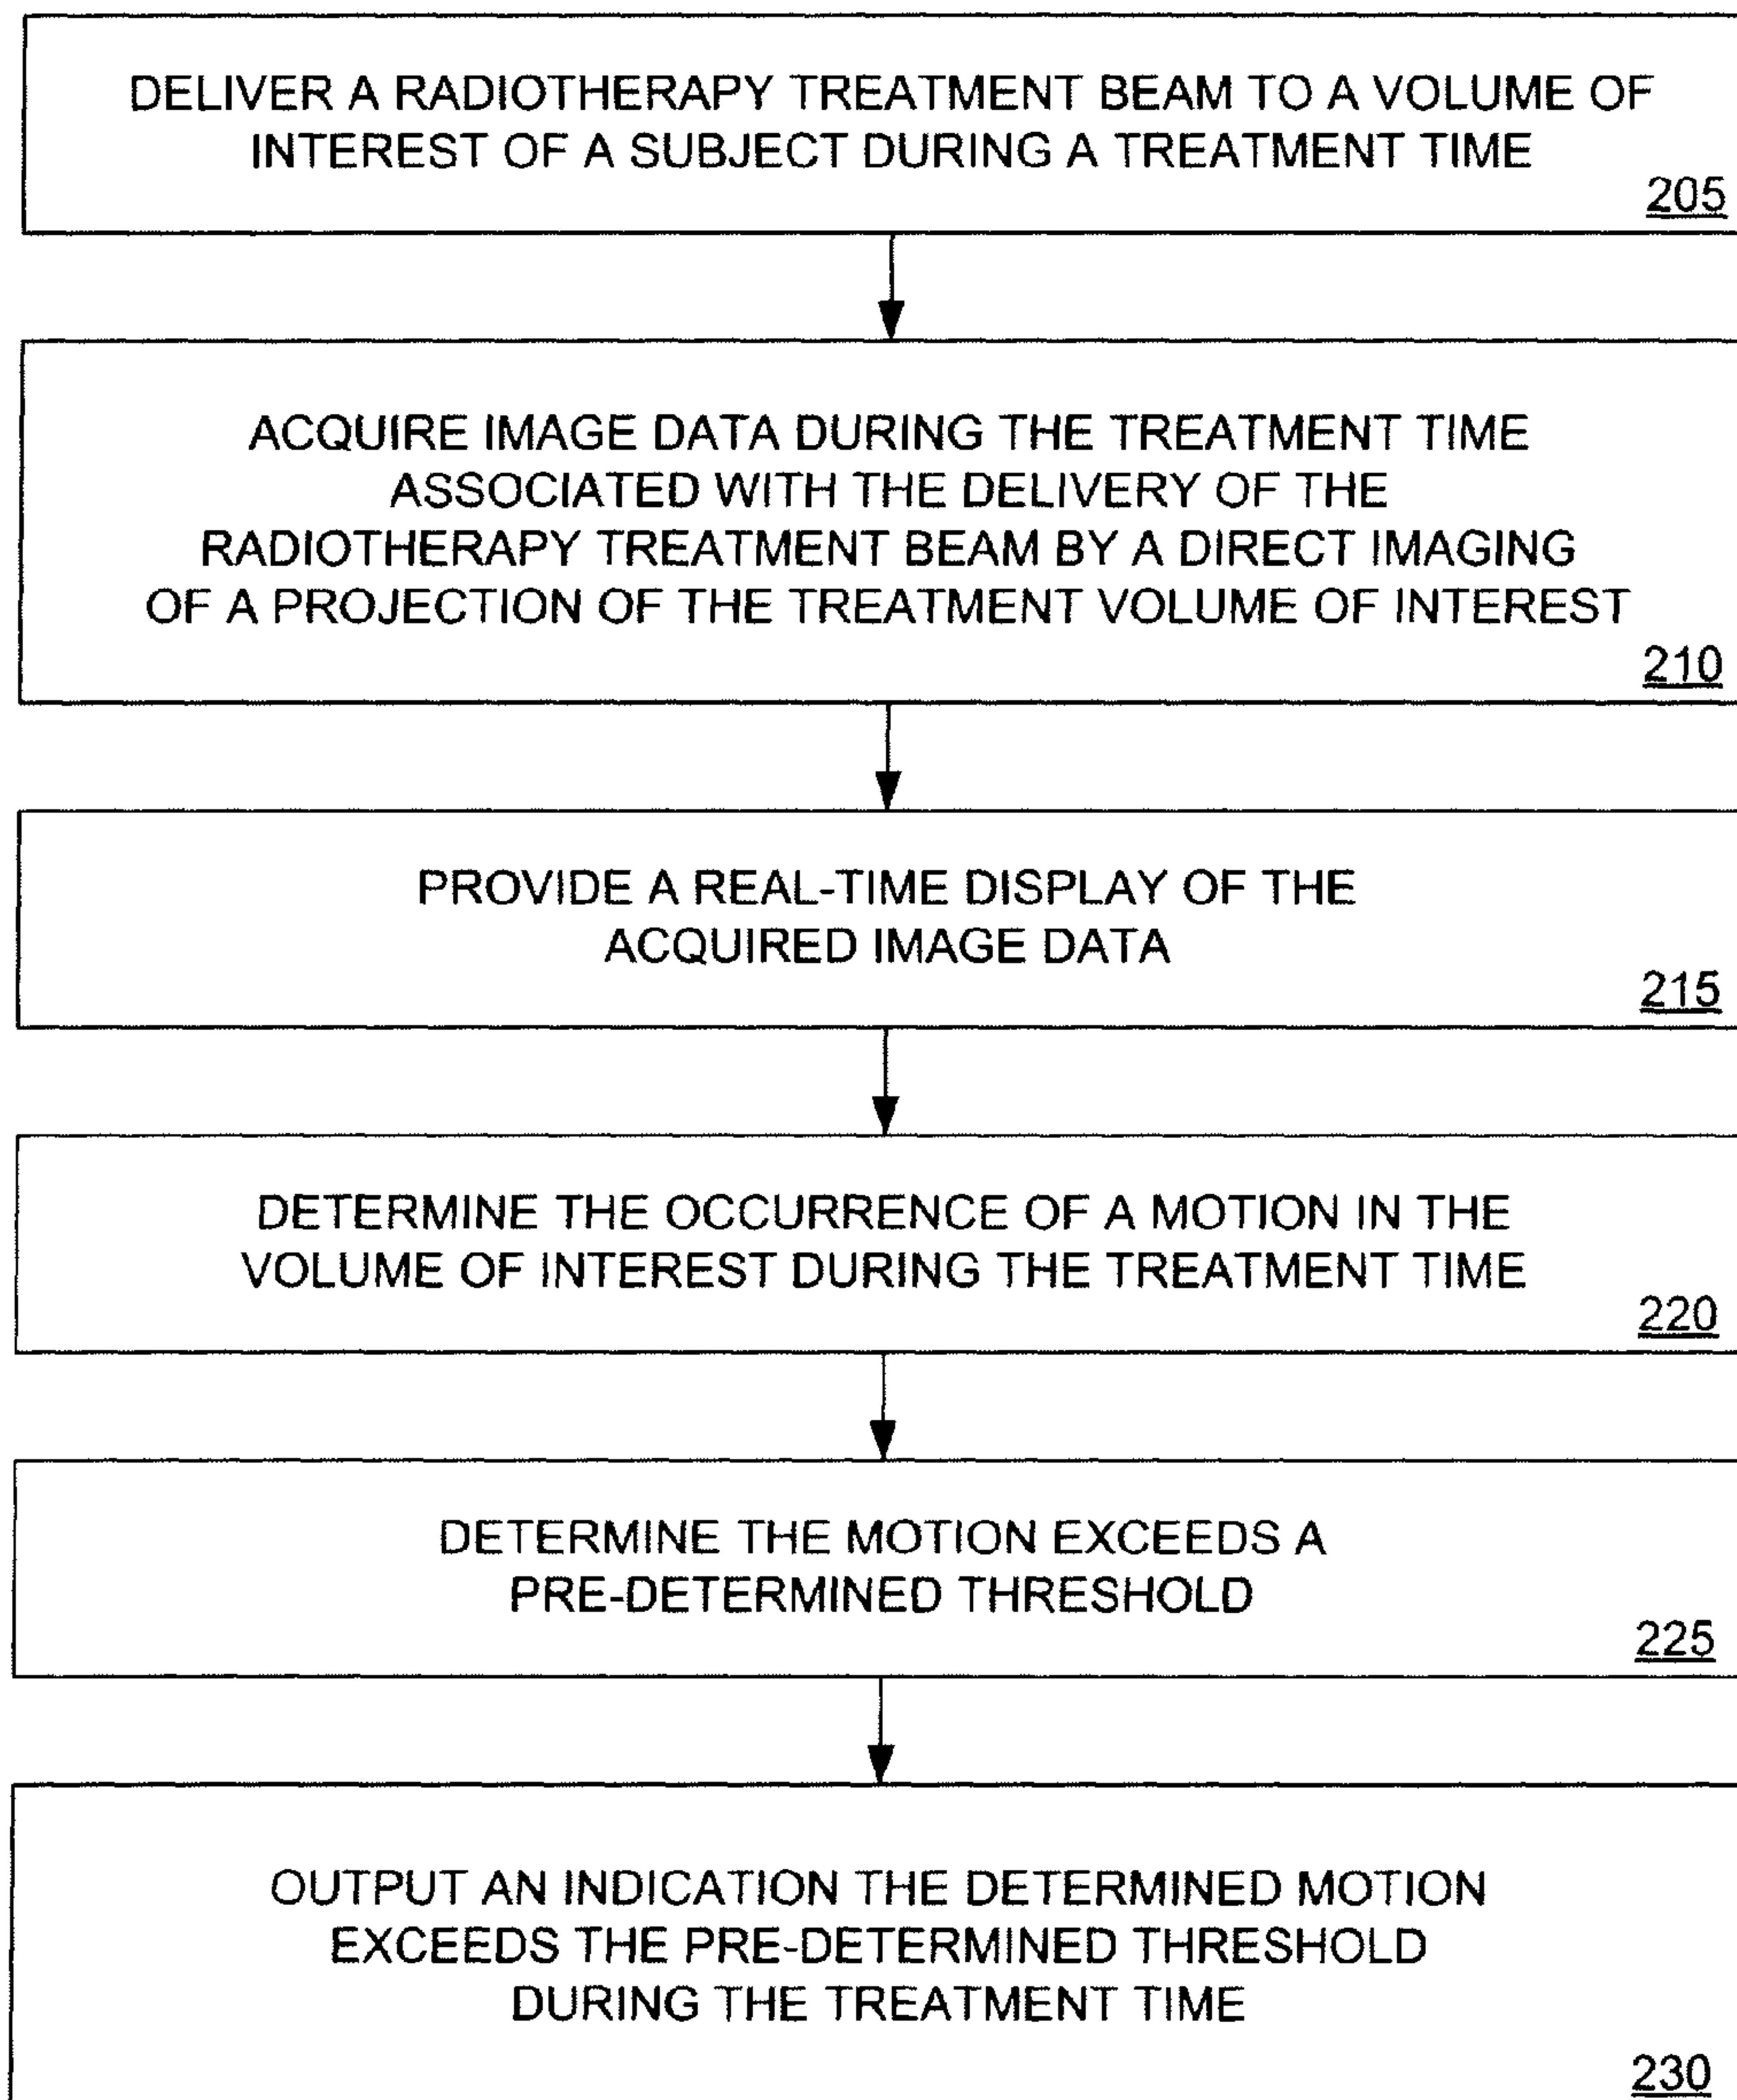 DELIVER A RADIOTHERAPY TREATMENT BEAM TO A VOLUME OF
INTEREST OF A SUBJECT DURING A TREATMENT TIME
205
ACQUIRE IMAGE DATA DURING THE TREATMENT TIME
ASSOCIATED WITH THE DELIVERY OF THE
RADIOTHERAPY TREATMENT BEAM BY A DIRECT IMAGING
OF A PROJECTION OF THE TREATMENT VOLUME OF INTEREST
210
PROVIDE A REAL-TIME DISPLAY OF THE
ACQUIRED IMAGE DATA
215
DETERMINE THE OCCURRENCE OF A MOTION IN THE
VOLUME OF INTEREST DURING THE TREATMENT TIME
220
DETERMINE THE MOTION EXCEEDS A
PRE-DETERMINED THRESHOLD
225
OUTPUT AN INDICATION THE DETERMINED MOTION
EXCEEDS THE PRE-DETERMINED THRESHOLD
DURING THE TREATMENT TIME
230